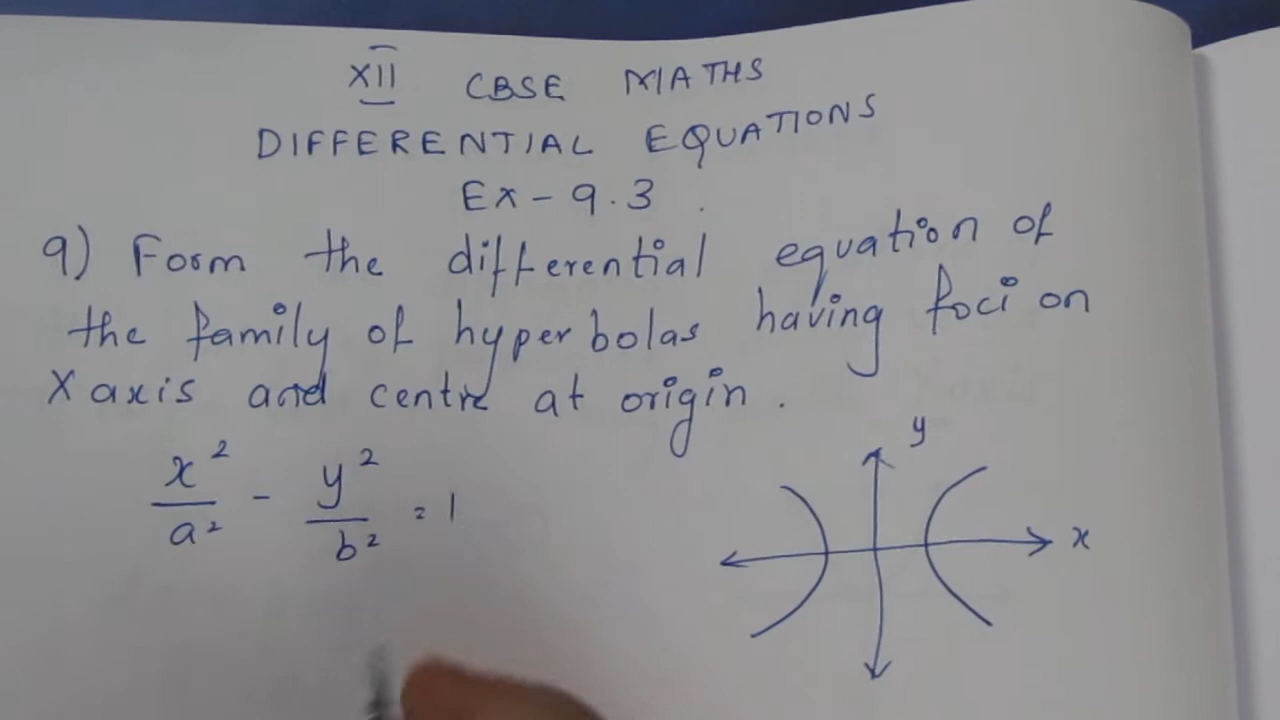 XII CBSE MATHS
DIFFERENTIAL EQUATIONS
Ex - 9.3.
9) Form the differential equation of
the family of hyperbolas having foci on
X axis and centre at origin.
x²/a² - y²/b² = 1
y
x